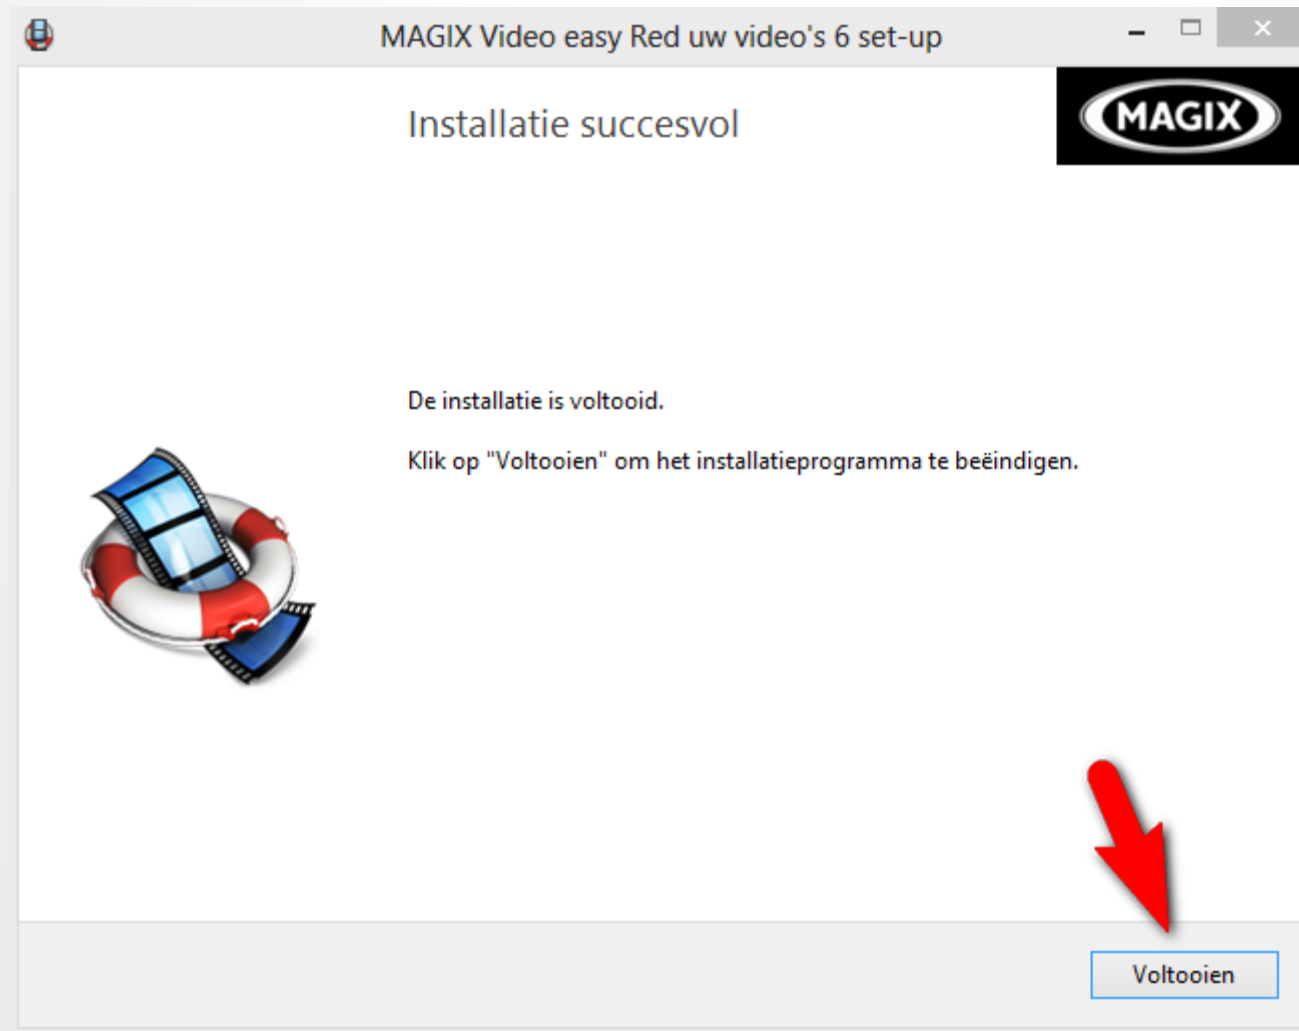 MAGIX Video easy Red uw video's 6 set-up
Installatie succesvol
MAGIX
De installatie is voltooid.
Klik op "Voltooien" om het installatieprogramma te beëindigen.
Voltooien